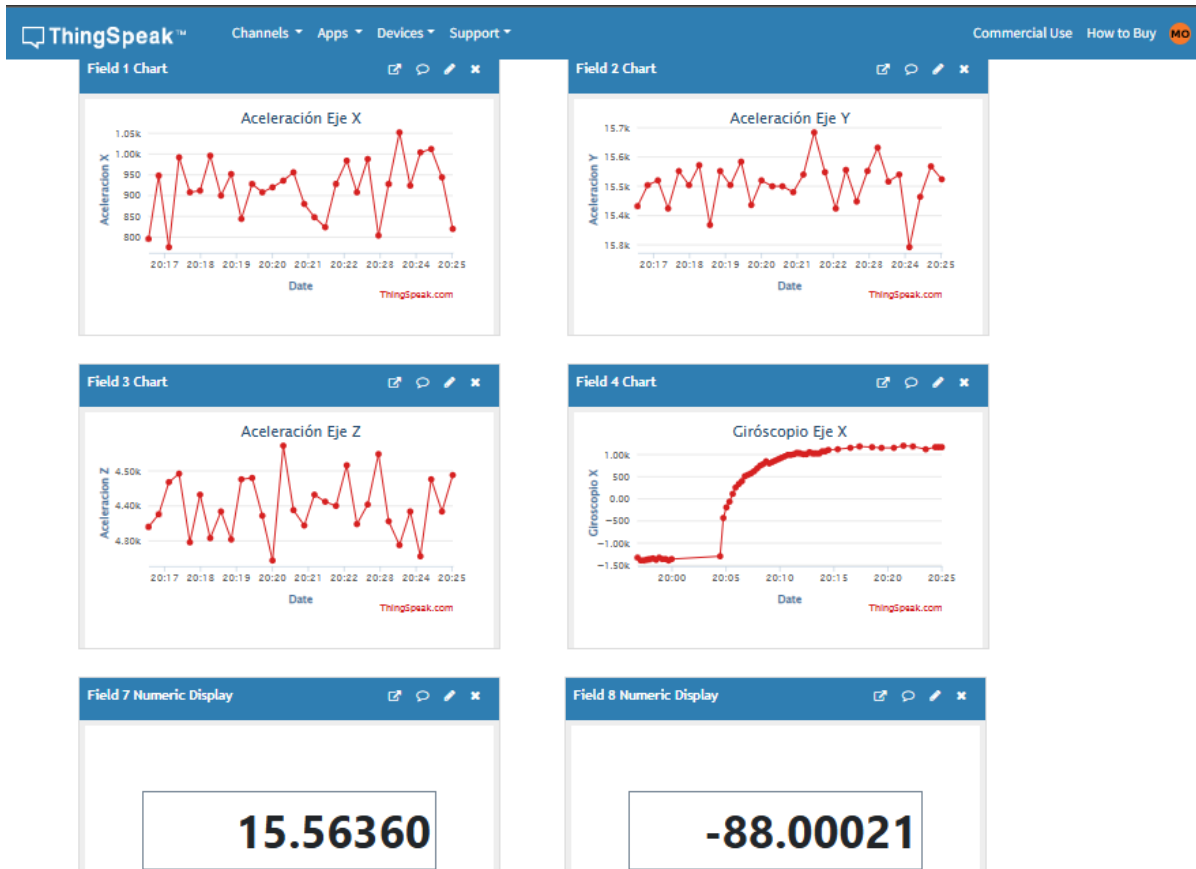 ThingSpeak™ Channels Apps Devices Support Commercial Use How to Buy MO
Field 1 Chart
Aceleración Eje X
Aceleracion X
1.05k
1.00k
950
900
850
800
20:17 20:18 20:19 20:20 20:21 20:22 20:23 20:24 20:25
Date
ThingSpeak.com
Field 2 Chart
Aceleración Eje Y
Aceleracion Y
15.7k
15.6k
15.5k
15.4k
15.3k
20:17 20:18 20:19 20:20 20:21 20:22 20:23 20:24 20:25
Date
ThingSpeak.com
Field 3 Chart
Aceleración Eje Z
Aceleracion Z
4.50k
4.40k
4.30k
20:17 20:18 20:19 20:20 20:21 20:22 20:23 20:24 20:25
Date
ThingSpeak.com
Field 4 Chart
Giróscopio Eje X
Giroscopio X
1.00k
500
0.00
−500
−1.00k
−1.50k
20:00 20:05 20:10 20:15 20:20 20:25
Date
ThingSpeak.com
Field 7 Numeric Display
15.56360
Field 8 Numeric Display
-88.00021